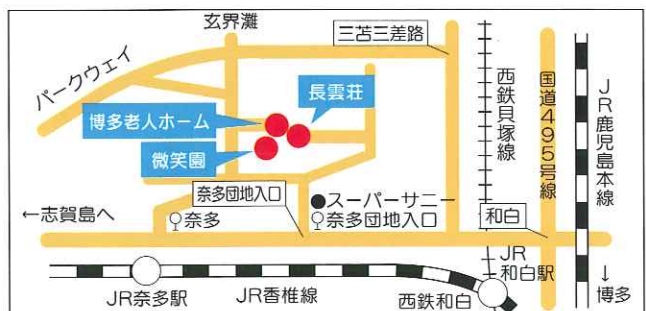 玄界灘
三苫三差路
パークウェイ
長雲荘
博多老人ホーム
微笑園
西鉄貝塚線
国道495号線
JR鹿児島本線
奈多団地入口
スーパーサニー
←志賀島へ
奈多
奈多団地入口
和白
JR
和白駅
↓
博多
JR奈多駅
JR香椎線
西鉄和白